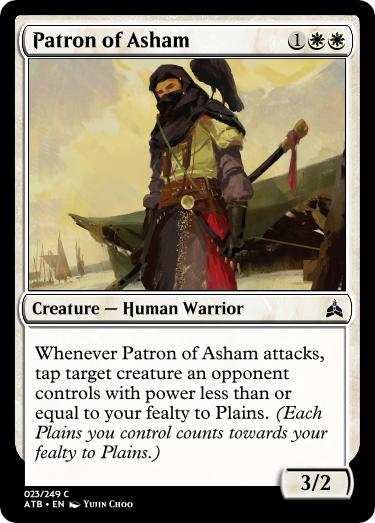 Patron of Asham 1
Creature — Human Warrior
Whenever Patron of Asham attacks,
tap target creature an opponent
controls with power less than or
equal to your fealty to Plains. (Each
Plains you control counts towards your
fealty to Plains.)
3/2
023/249 C
ATB • EN Yujin Choo